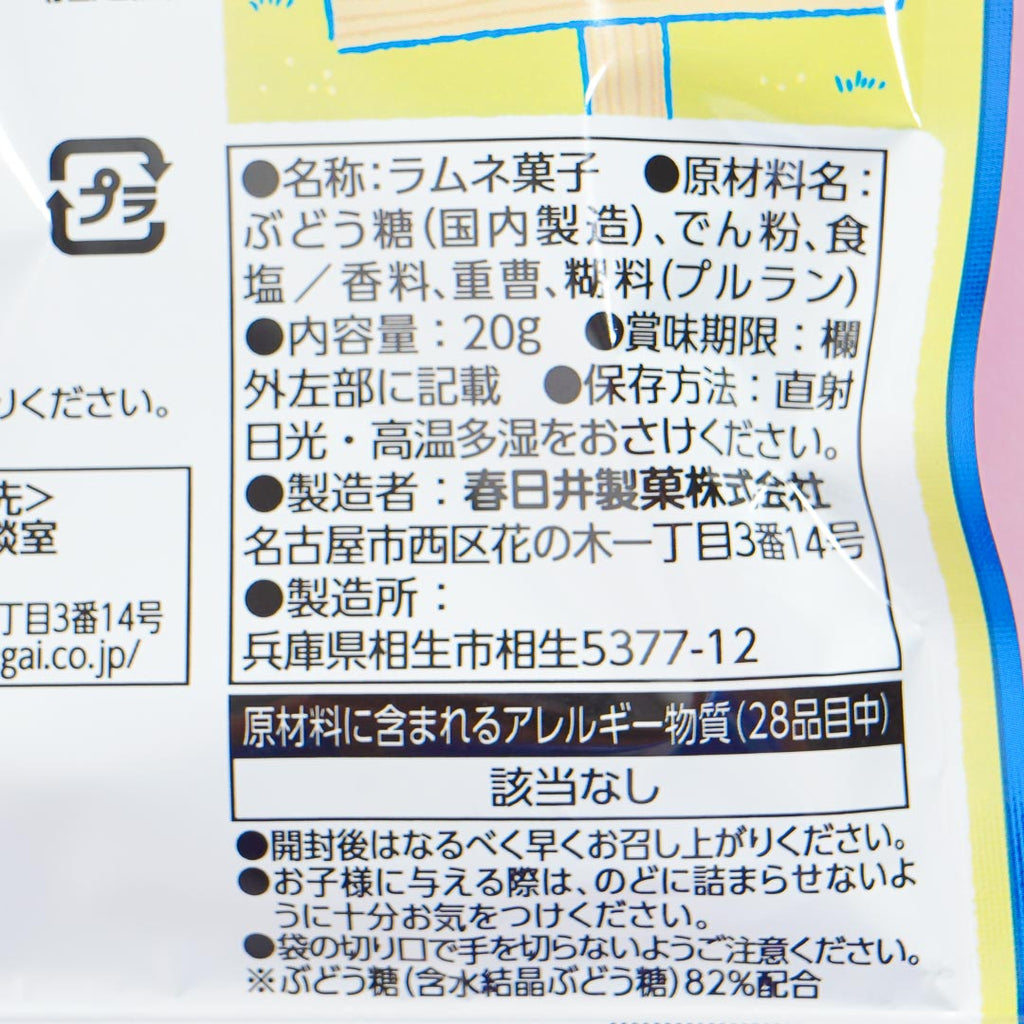 プラ
りください。
先>
談室
丁目3番14号
gai.co.jp/
●名称:ラムネ菓子 ●原材料名:
ぶどう糖(国内製造)、でん粉、食
塩/香料、重曹、糊料(プルラン)
●内容量:20g ●賞味期限:欄
外左部に記載 ●保存方法:直射
日光・高温多湿をおさけください。
●製造者:春日井製菓株式会社
名古屋市西区花の木一丁目3番14号
●製造所:
兵庫県相生市相生5377-12
原材料に含まれるアレルギー物質(28品目中)
該当なし
●開封後はなるべく早くお召し上がりください。
●お子様に与える際は、のどに詰まらせないよ
うに十分お気をつけください。
●袋の切り口で手を切らないようご注意ください。
※ぶどう糖(含水結晶ぶどう糖)82%配合